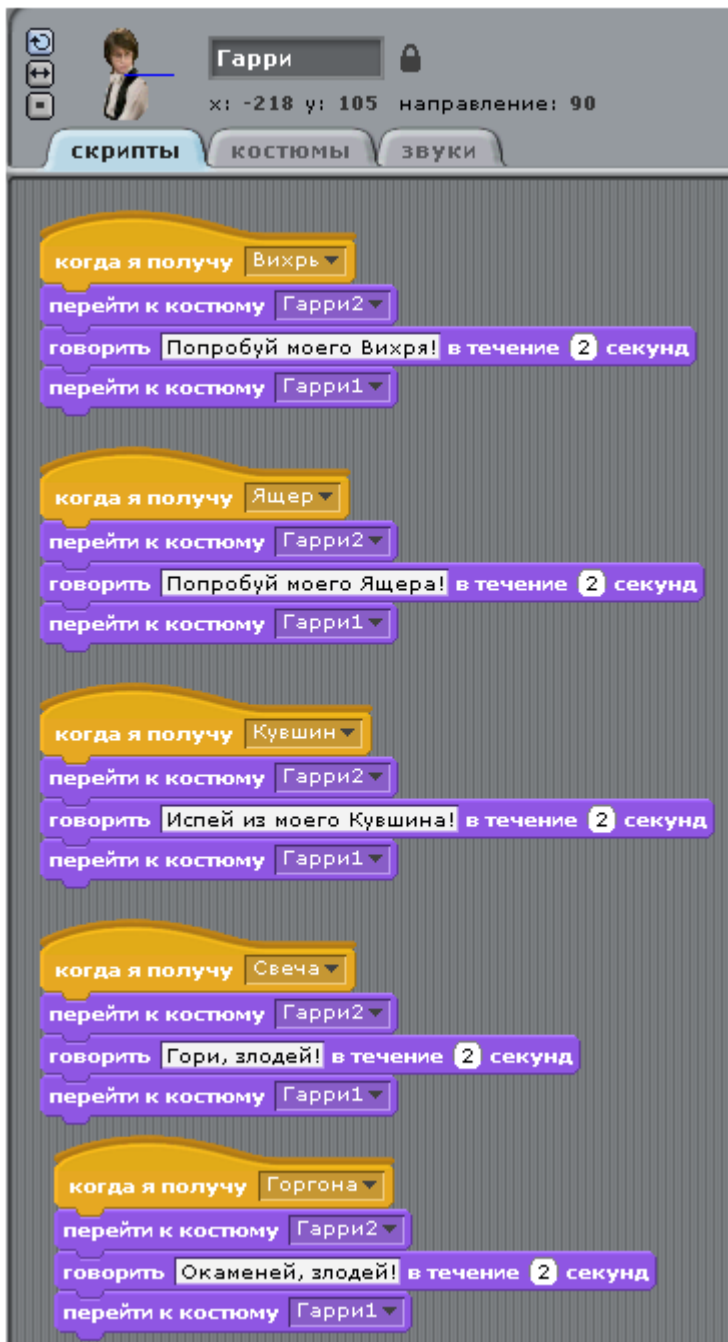 Гарри
x: -218 y: 105 направление: 90
скрипты костюмы звуки
когда я получу Вихрь
перейти к костюму Гарри2
говорить Попробуй моего Вихря! в течение 2 секунд
перейти к костюму Гарри1
когда я получу Ящер
перейти к костюму Гарри2
говорить Попробуй моего Ящера! в течение 2 секунд
перейти к костюму Гарри1
когда я получу Кувшин
перейти к костюму Гарри2
говорить Испей из моего Кувшина! в течение 2 секунд
перейти к костюму Гарри1
когда я получу Свеча
перейти к костюму Гарри2
говорить Гори, злодей! в течение 2 секунд
перейти к костюму Гарри1
когда я получу Горгона
перейти к костюму Гарри2
говорить Окаменей, злодей! в течение 2 секунд
перейти к костюму Гарри1